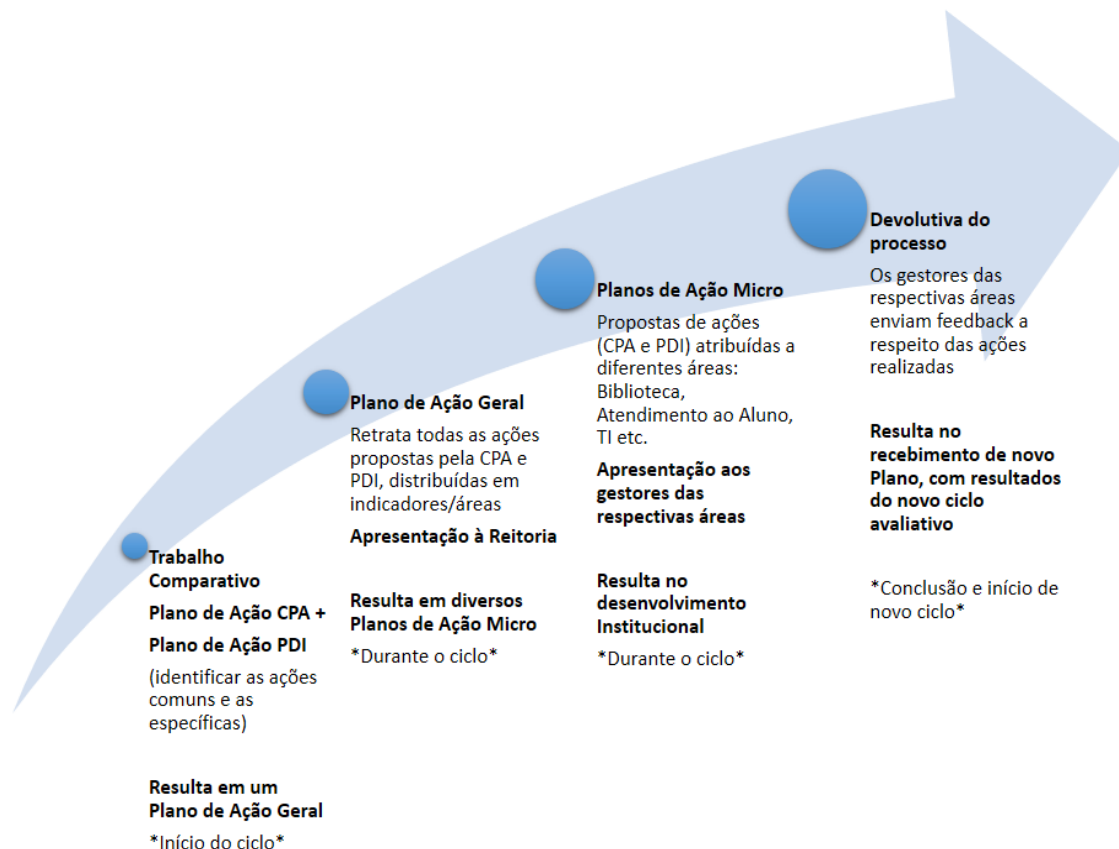 Trabalho
Comparativo
Plano de Ação CPA +
Plano de Ação PDI
(identificar as ações
comuns e as
específicas)
Resulta em um
Plano de Ação Geral
*Início do ciclo*
Plano de Ação Geral
Retrata todas as ações
propostas pela CPA e
PDI, distribuídas em
indicadores/áreas
Apresentação à Reitoria
Resulta em diversos
Planos de Ação Micro
*Durante o ciclo*
Planos de Ação Micro
Propostas de ações
(CPA e PDI) atribuídas a
diferentes áreas:
Biblioteca,
Atendimento ao Aluno,
TI etc.
Apresentação aos
gestores das
respectivas áreas
Resulta no
desenvolvimento
Institucional
*Durante o ciclo*
Devolutiva do
processo
Os gestores das
respectivas áreas
enviam feedback a
respeito das ações
realizadas
Resulta no
recebimento de novo
Plano, com resultados
do novo ciclo
avaliativo
*Conclusão e início de
novo ciclo*